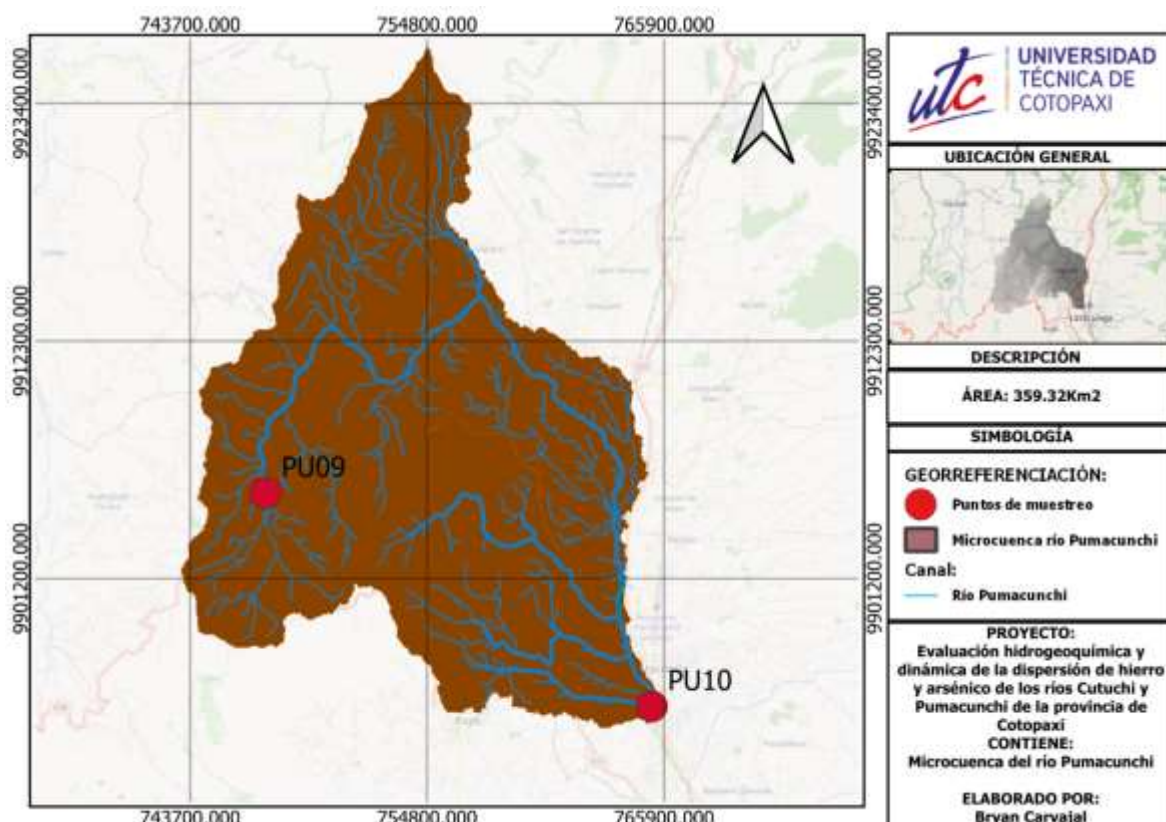 743700.000
754800.000
765900.000
9923400.000
9923400.000
9912300.000
9912300.000
9901200.000
9901200.000
PU09
PU10
743700.000
754800.000
765900.000
utc
UNIVERSIDAD
TÉCNICA DE
COTOPAXI
UBICACIÓN GENERAL
DESCRIPCIÓN
ÁREA: 359.32Km2
SIMBOLOGÍA
GEORREFERENCIACIÓN:
Puntos de muestreo
Microcuenca río Pumacunchi
Canal:
Río Pumacunchi
PROYECTO:
Evaluación hidrogeoquímica y
dinámica de la dispersión de hierro
y arsénico de los ríos Cutuchi y
Pumacunchi de la provincia de
Cotopaxi
CONTIENE:
Microcuenca del río Pumacunchi
ELABORADO POR:
Bryan Carvajal